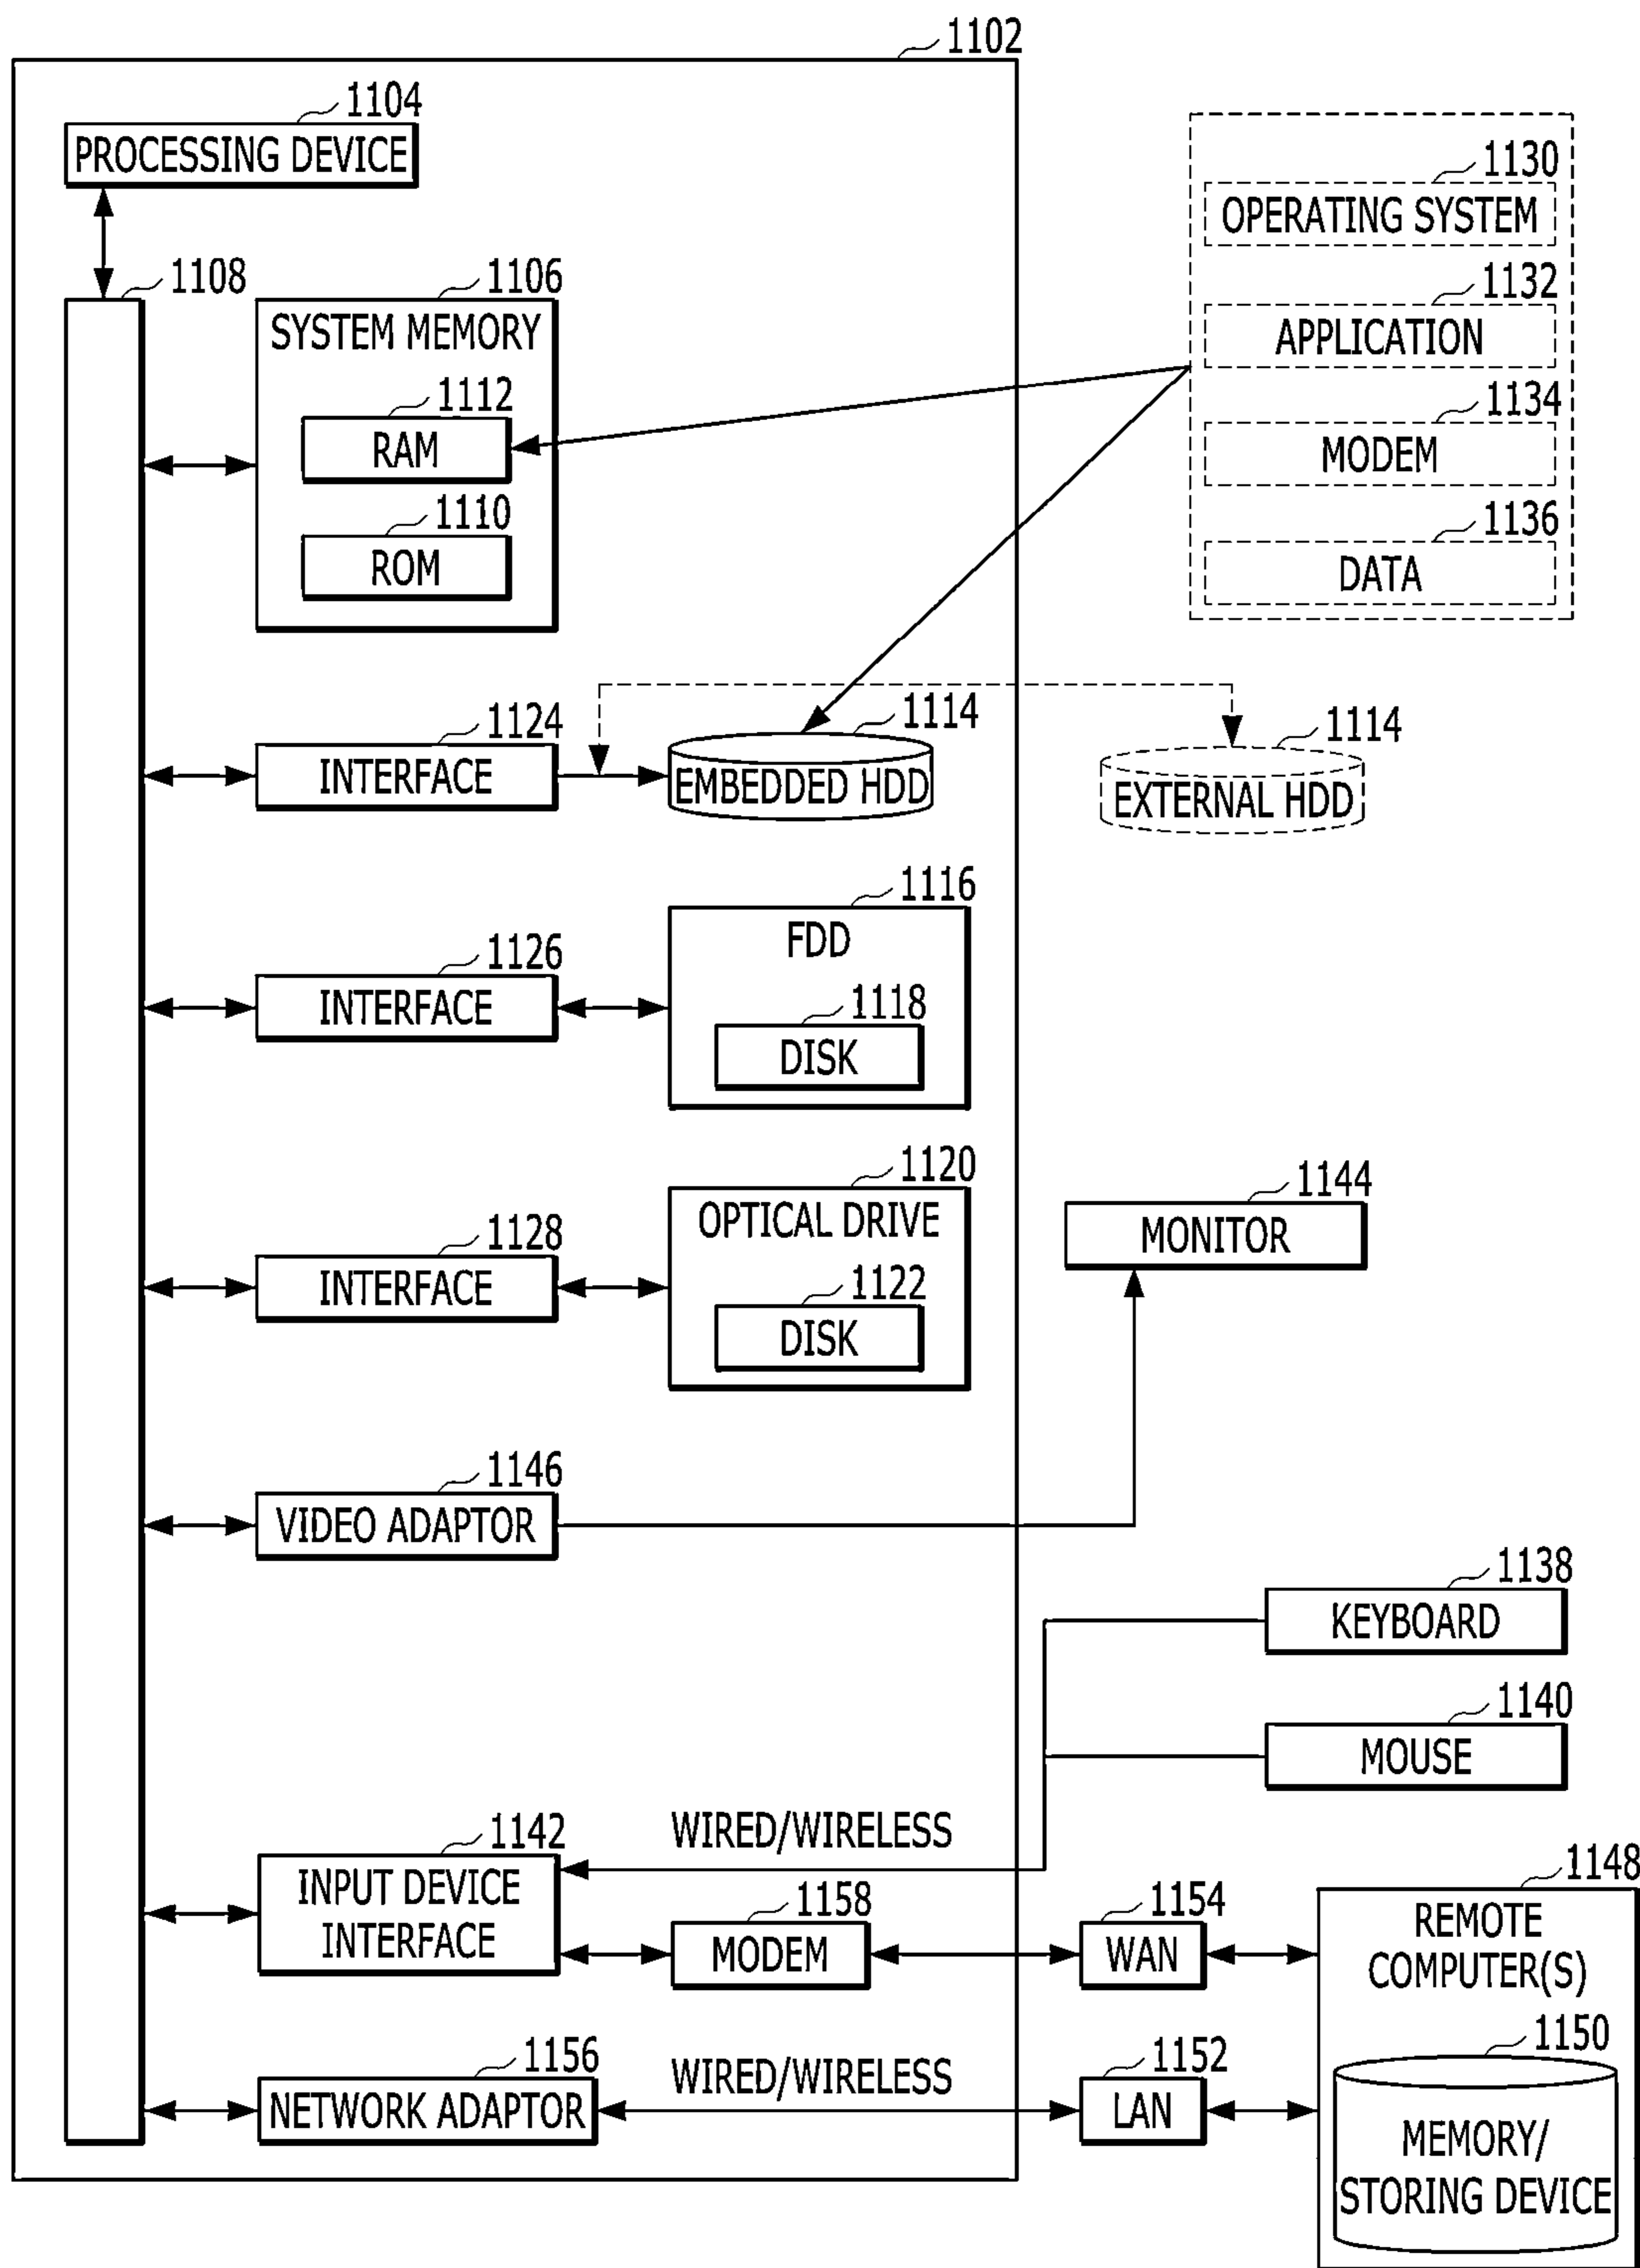 1102
1104
PROCESSING DEVICE
1130
OPERATING SYSTEM
1108
1106
SYSTEM MEMORY
1132
APPLICATION
1112
RAM
1134
MODEM
1110
ROM
1136
DATA
1124
INTERFACE
1114
EMBEDDED HDD
1114
EXTERNAL HDD
1116
FDD
1126
INTERFACE
1118
DISK
1120
OPTICAL DRIVE
1144
MONITOR
1128
INTERFACE
1122
DISK
1146
VIDEO ADAPTOR
1138
KEYBOARD
1140
MOUSE
1142
INPUT DEVICE
INTERFACE
WIRED/WIRELESS
1158
MODEM
1154
WAN
1148
REMOTE
COMPUTER(S)
1156
NETWORK ADAPTOR
WIRED/WIRELESS
1152
LAN
1150
MEMORY/
STORING DEVICE